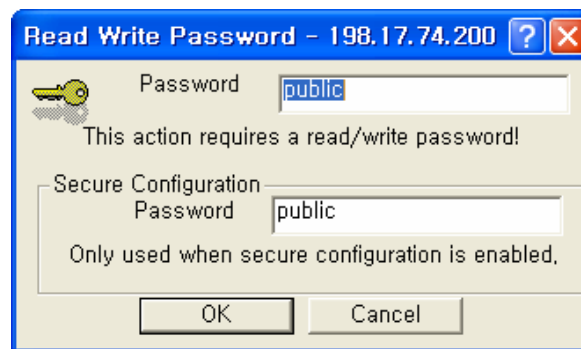 Read Write Password - 198.17.74.200 ?
Password public
This action requires a read/write password!
Secure Configuration
Password public
Only used when secure configuration is enabled,
OK Cancel